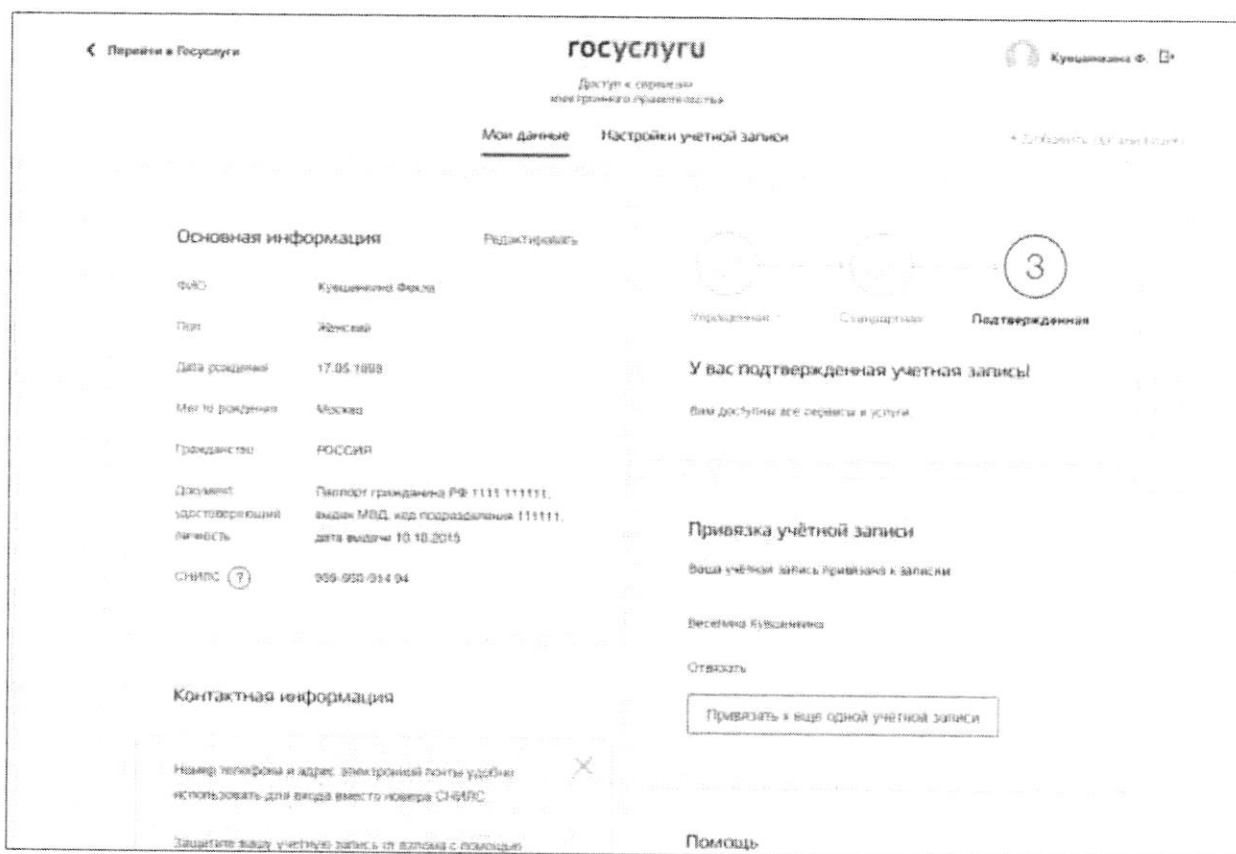 Перейти в Госуслуги
госуслуги
Кувшинкина Ф.
Доступ к сервисам
электронного правительства
Мои данные
Настройки учетной записи
+ Добавить организацию
Основная информация
Редактировать
ФИО
Кувшинкина Фекла
Пол
Женский
Дата рождения
Место рождения
Москва
Гражданство
РОССИЯ
Документ удостоверяющий личность
Паспорт гражданина РФ 1111 111111,
выдан МВД, код подразделения 111111,
дата выдачи 10.10.2015
СНИЛС ?
Контактная информация
Номер телефона и адрес электронной почты удобно
использовать для входа вместо номера СНИЛС.
Защитите вашу учетную запись от взлома с помощью
3
Упрощенная
Стандартная
Подтвержденная
У вас подтвержденная учетная запись!
Вам доступны все сервисы и услуги
Привязка учётной записи
Ваша учётная запись привязана к записям
Кувшинкина
Отвязать
Привязать к еще одной учётной записи
Помощь